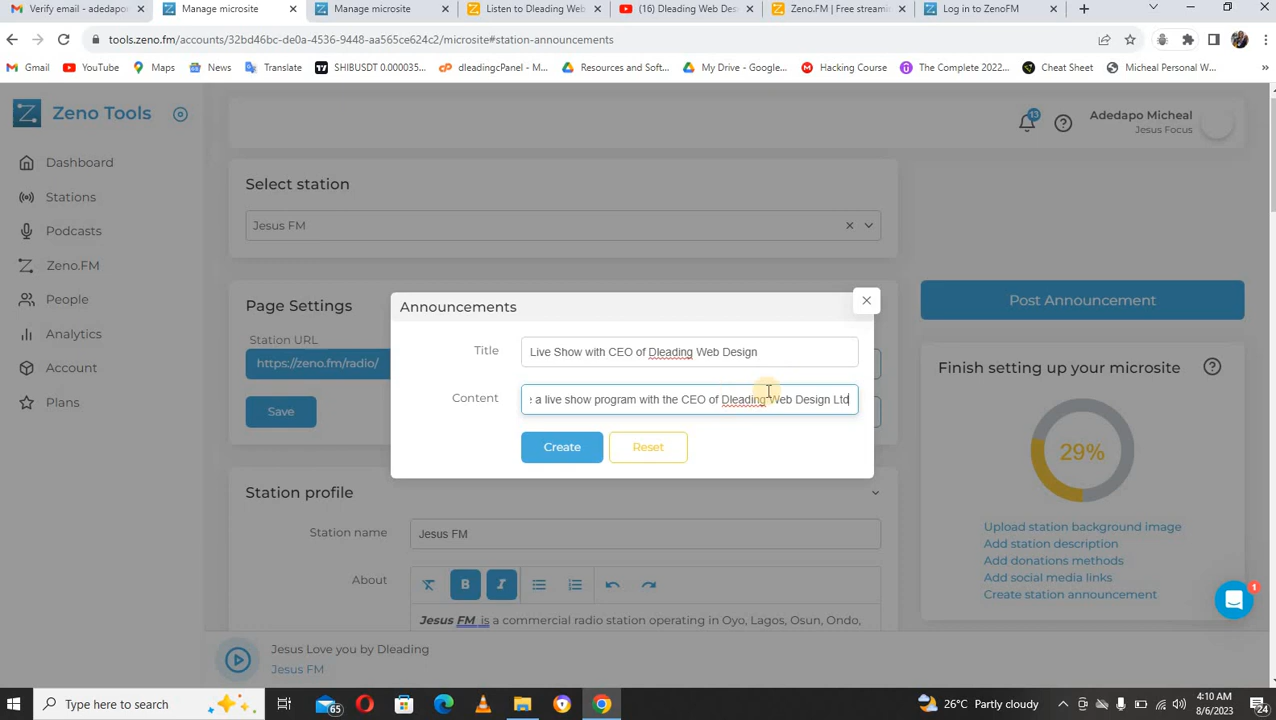 Verify email - adedapo
Manage microsite
Manage microsite
Listen to Dleading Web
(16) Dleading Web Des
Zeno.FM | Free streamin
Log in to ZenoFM
tools.zeno.fm/accounts/32bd46bc-de0a-4536-9448-aa565ce624c2/microsite#station-announcements
Gmail
YouTube
Maps
News
Translate
SHIBUSDT 0.000035...
dleadingcPanel - M...
Resources and Soft...
My Drive - Google...
Hacking Course
The Complete 2022...
Cheat Sheet
Micheal Personal W...
Zeno Tools
13
Adedapo Micheal
Jesus Focus
Dashboard
Stations
Podcasts
Zeno.FM
People
Analytics
Account
Plans
Select station
Jesus FM
Page Settings
Station URL
https://zeno.fm/radio/
Save
Announcements
Title
Live Show with CEO of Dleading Web Design
Content
a live show program with the CEO of Dleading Web Design Ltd
Create
Reset
Post Announcement
Finish setting up your microsite
29%
Upload station background image
Add station description
Add donations methods
Add social media links
Create station announcement
1
Station profile
Station name
Jesus FM
About
B I
Jesus FM is a commercial radio station operating in Oyo, Lagos, Osun, Ondo,
Jesus Love you by Dleading
Jesus FM
Type here to search
65
26°C Partly cloudy
4:10 AM
8/6/2023
24